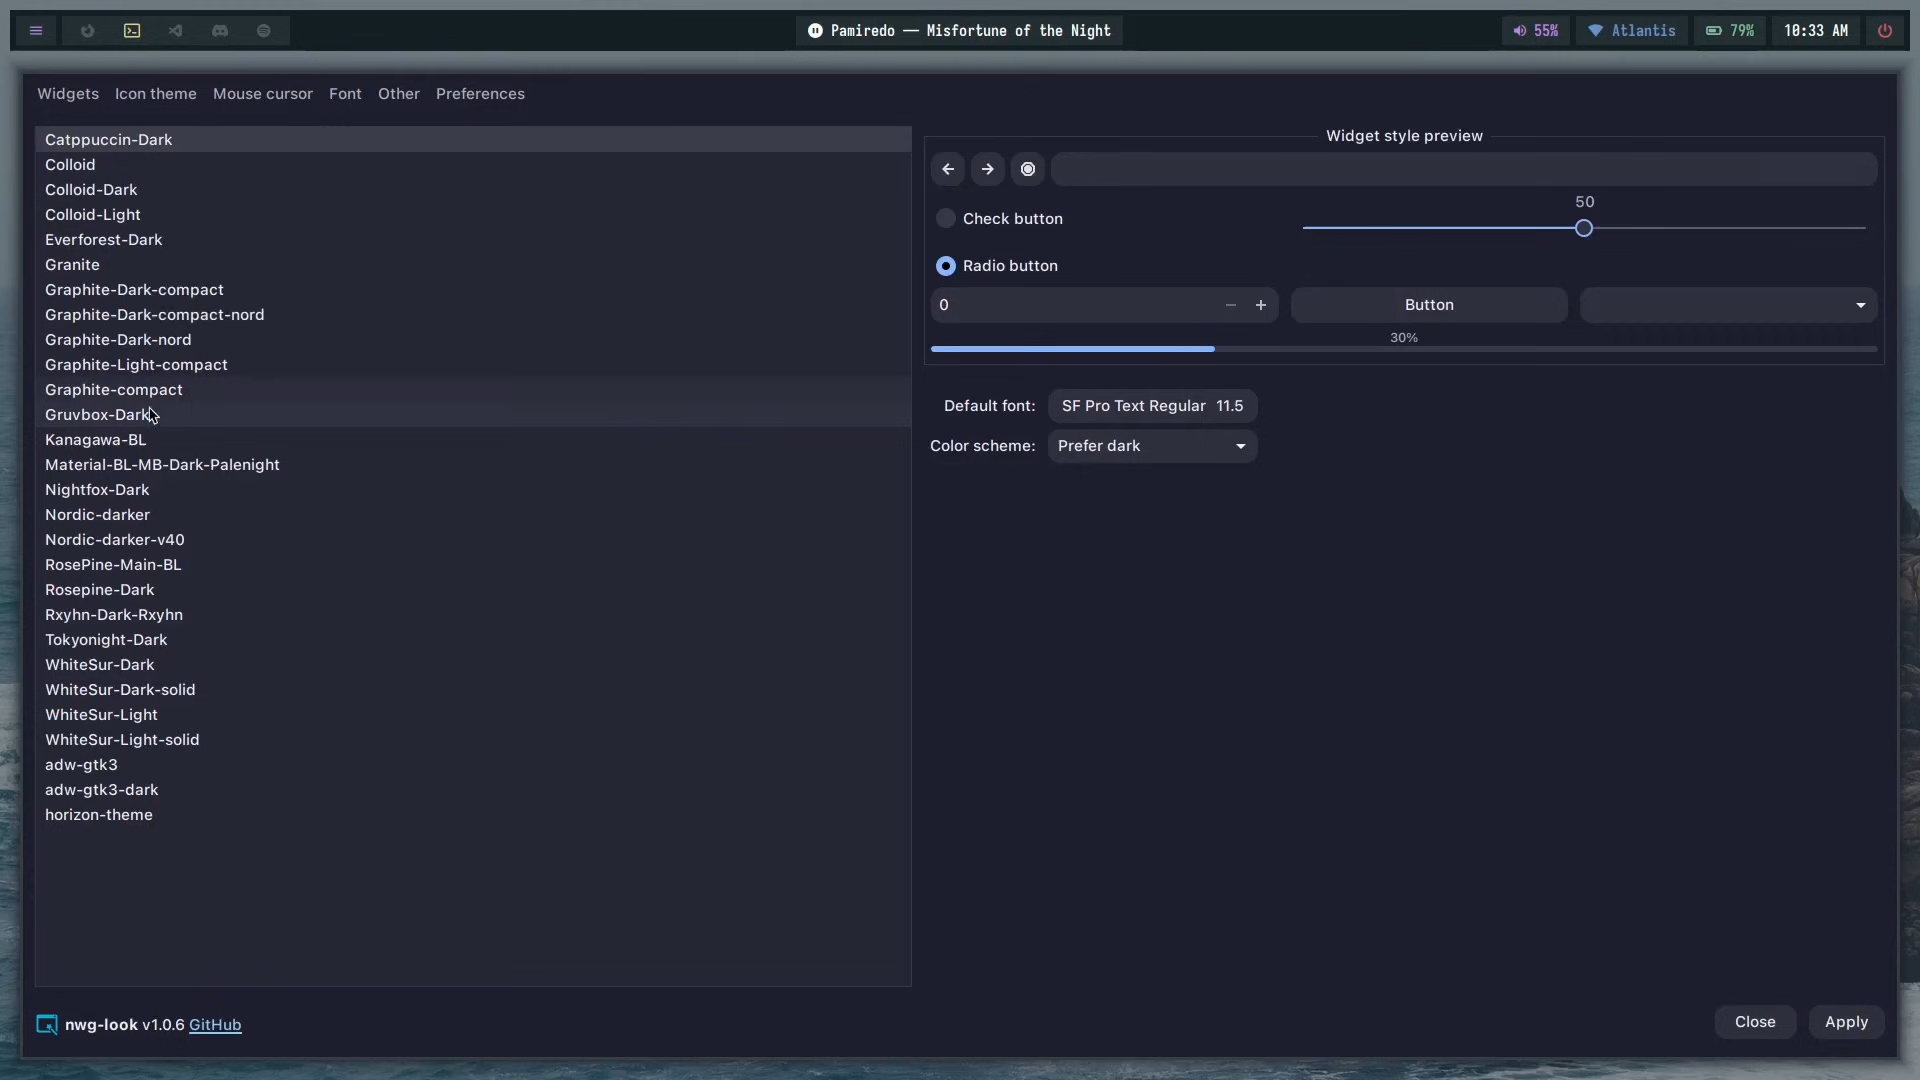 Pamiredo — Misfortune of the Night
55%
Atlantis
79%
10:33 AM
Widgets Icon theme Mouse cursor Font Other Preferences
Catppuccin-Dark
Colloid
Colloid-Dark
Colloid-Light
Everforest-Dark
Granite
Graphite-Dark-compact
Graphite-Dark-compact-nord
Graphite-Dark-nord
Graphite-Light-compact
Graphite-compact
Gruvbox-Dark
Kanagawa-BL
Material-BL-MB-Dark-Palenight
Nightfox-Dark
Nordic-darker
Nordic-darker-v40
RosePine-Main-BL
Rosepine-Dark
Rxyhn-Dark-Rxyhn
Tokyonight-Dark
WhiteSur-Dark
WhiteSur-Dark-solid
WhiteSur-Light
WhiteSur-Light-solid
adw-gtk3
adw-gtk3-dark
horizon-theme
Widget style preview
50
Check button
Radio button
0
Button
30%
Default font: SF Pro Text Regular 11.5
Color scheme: Prefer dark
nwg-look v1.0.6 GitHub
Close
Apply